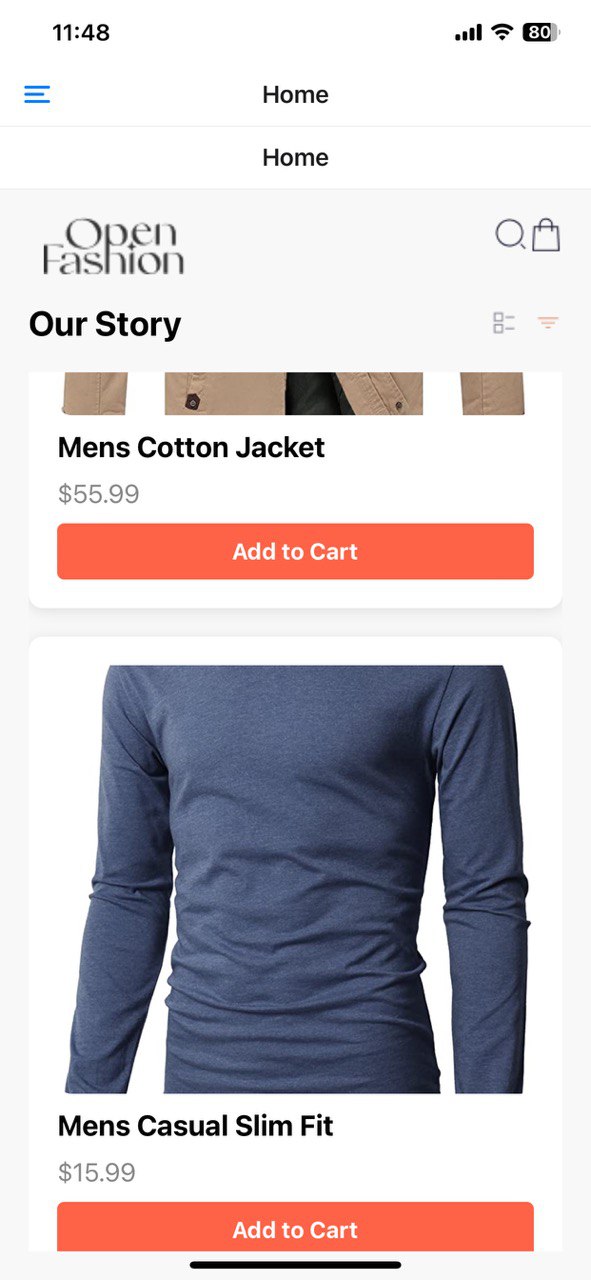 11:48
80
Home
Home
Open
Fashion
Our Story
Mens Cotton Jacket
$55.99
Add to Cart
Mens Casual Slim Fit
$15.99
Add to Cart